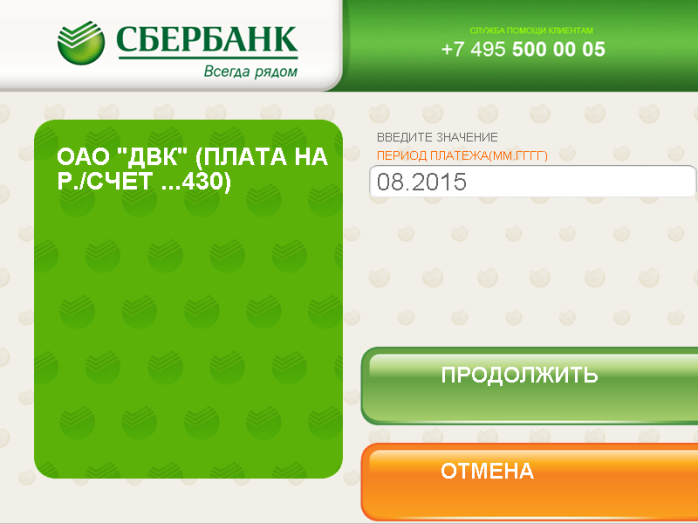 СБЕРБАНК
Всегда рядом
СЛУЖБА ПОМОЩИ КЛИЕНТАМ
+7 495 500 00 05
ОАО "ДВК" (ПЛАТА НА
Р./СЧЕТ ...430)
ВВЕДИТЕ ЗНАЧЕНИЕ
ПЕРИОД ПЛАТЕЖА(ММ.ГГГГ)
08.2015
ПРОДОЛЖИТЬ
ОТМЕНА